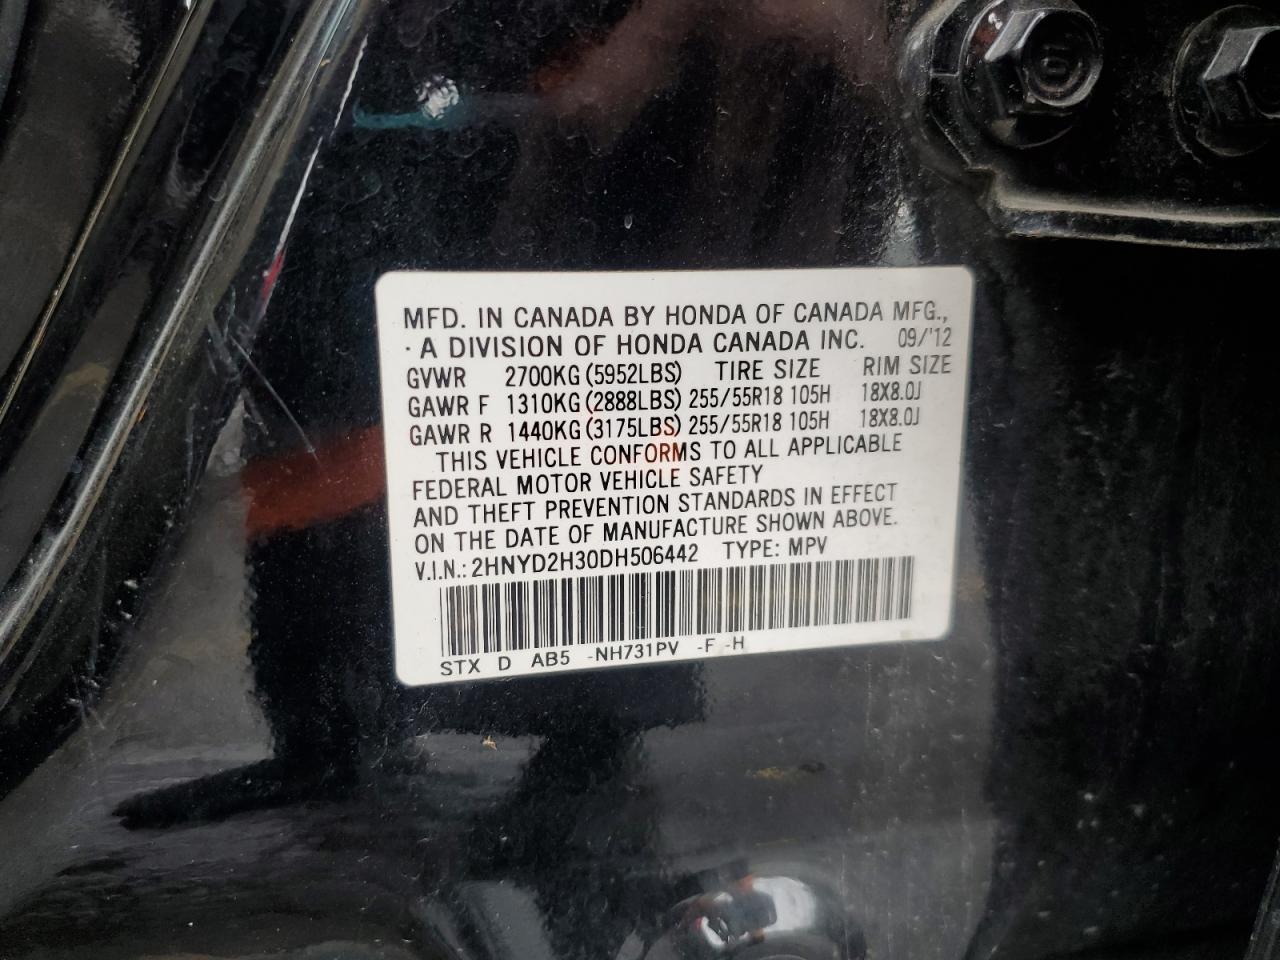 MFD. IN CANADA BY HONDA OF CANADA MFG.,
· A DIVISION OF HONDA CANADA INC. 09/'12
GVWR 2700KG (5952LBS) TIRE SIZE RIM SIZE
GAWR F 1310KG (2888LBS) 255/55R18 105H 18X8.0J
GAWR R 1440KG (3175LBS) 255/55R18 105H 18X8.0J
THIS VEHICLE CONFORMS TO ALL APPLICABLE
FEDERAL MOTOR VEHICLE SAFETY
AND THEFT PREVENTION STANDARDS IN EFFECT
ON THE DATE OF MANUFACTURE SHOWN ABOVE.
V.I.N.: 2HNYD2H30DH506442 TYPE: MPV
STX D AB5 -NH731PV -F -H